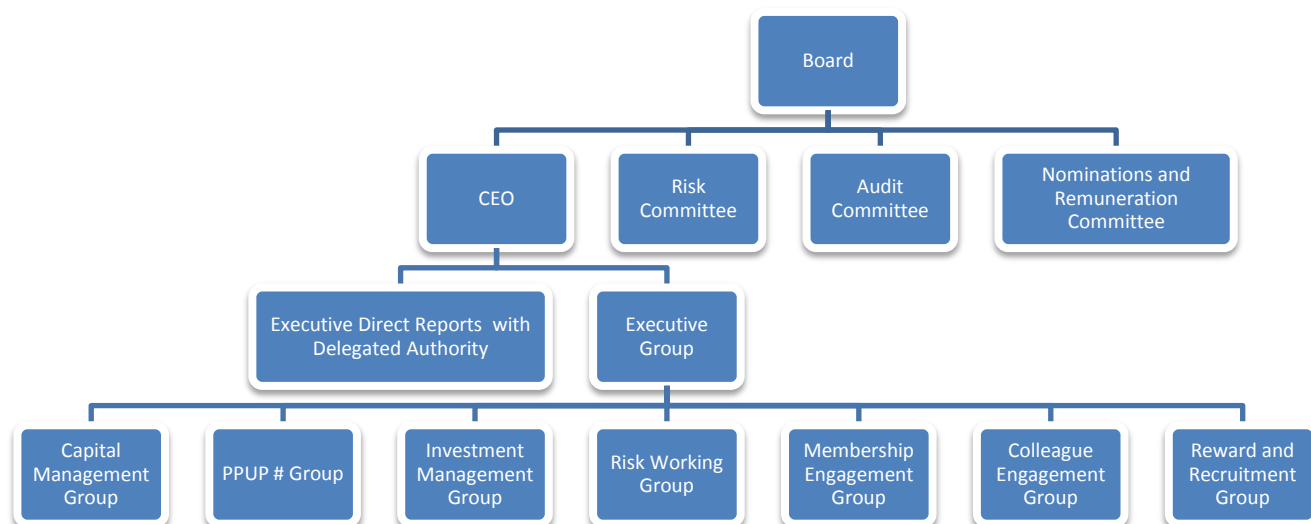 Board
CEO
Risk
Committee
Audit
Committee
Nominations and
Remuneration
Committee
Executive Direct Reports  with
Delegated Authority
Executive
Group
Capital
Management
Group
PPUP # Group
Investment
Management
Group
Risk Working
Group
Membership
Engagement
Group
Colleague
Engagement
Group
Reward and
Recruitment
Group